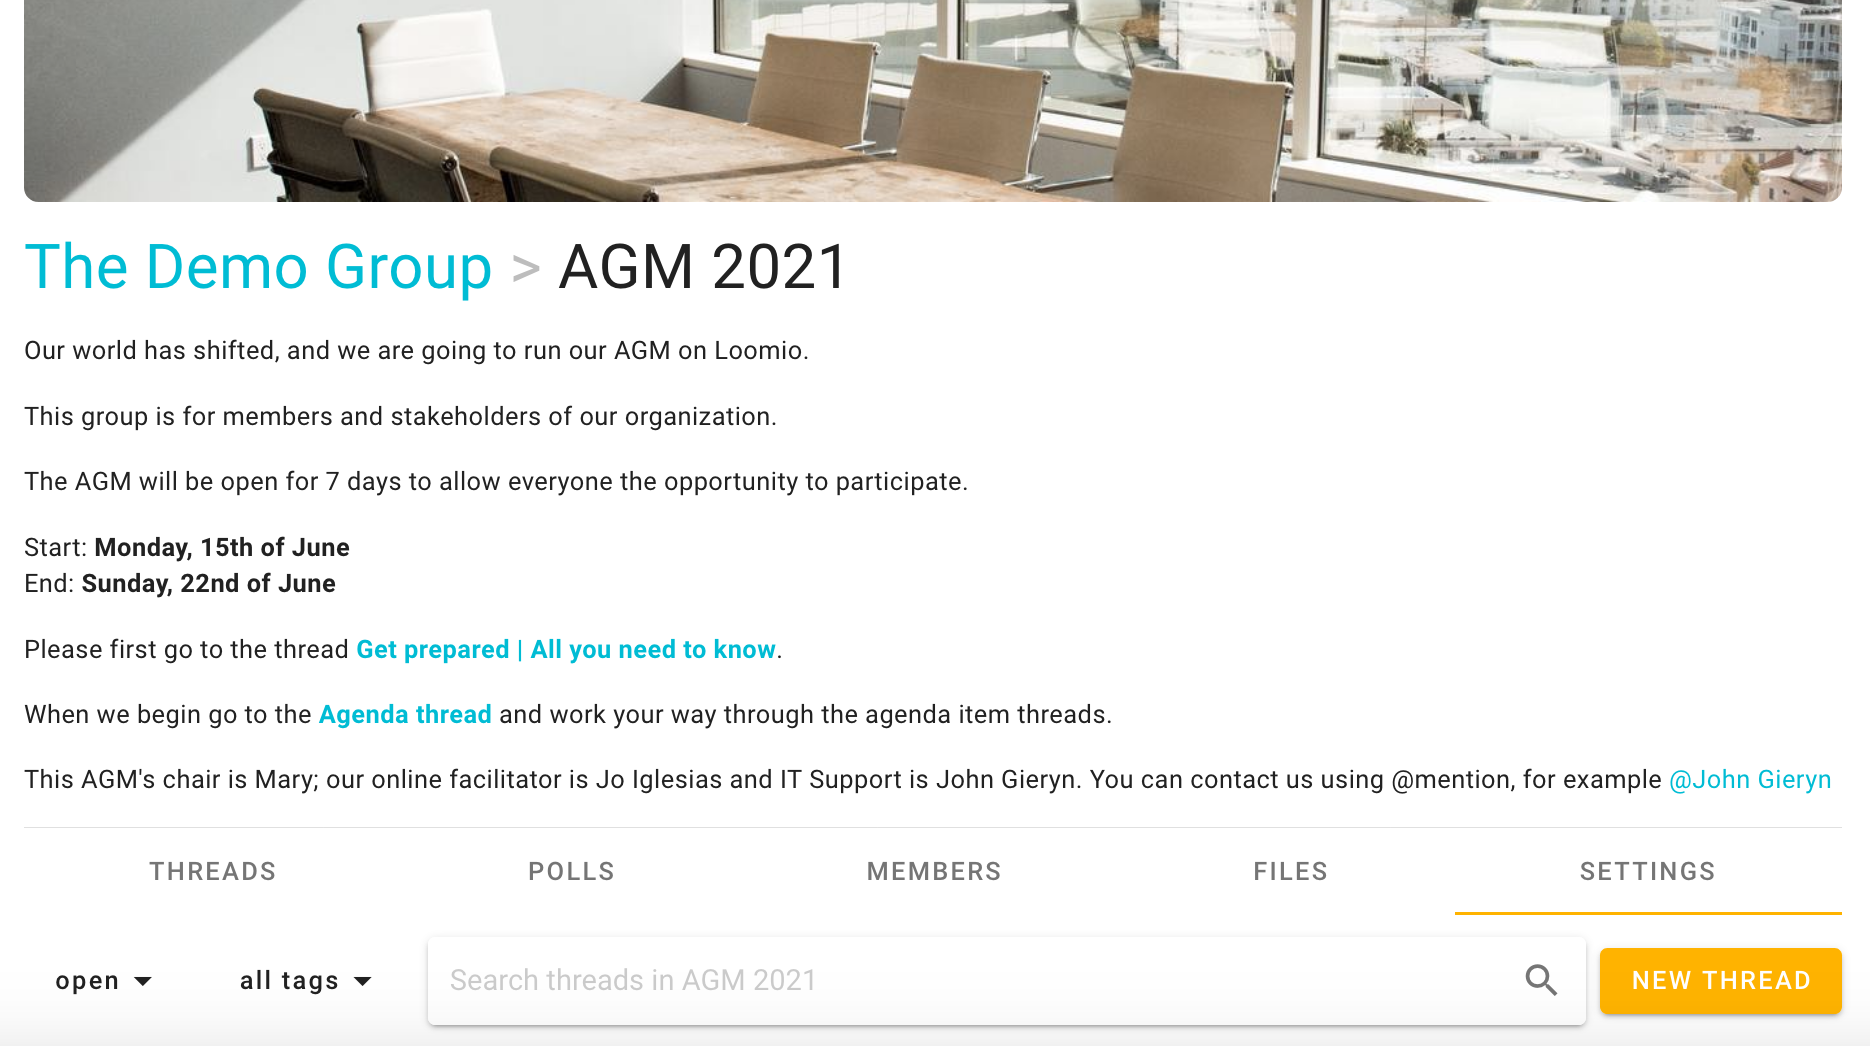 The Demo Group > AGM 2021
Our world has shifted, and we are going to run our AGM on Loomio.
This group is for members and stakeholders of our organization.
The AGM will be open for 7 days to allow everyone the opportunity to participate.
Start: Monday, 15th of June
End: Sunday, 22nd of June
Please first go to the thread Get prepared | All you need to know.
When we begin go to the Agenda thread and work your way through the agenda item threads.
This AGM's chair is Mary; our online facilitator is Jo Iglesias and IT Support is John Gieryn. You can contact us using @mention, for example @John Gieryn
THREADS POLLS MEMBERS FILES SETTINGS
open all tags Search threads in AGM 2021 NEW THREAD